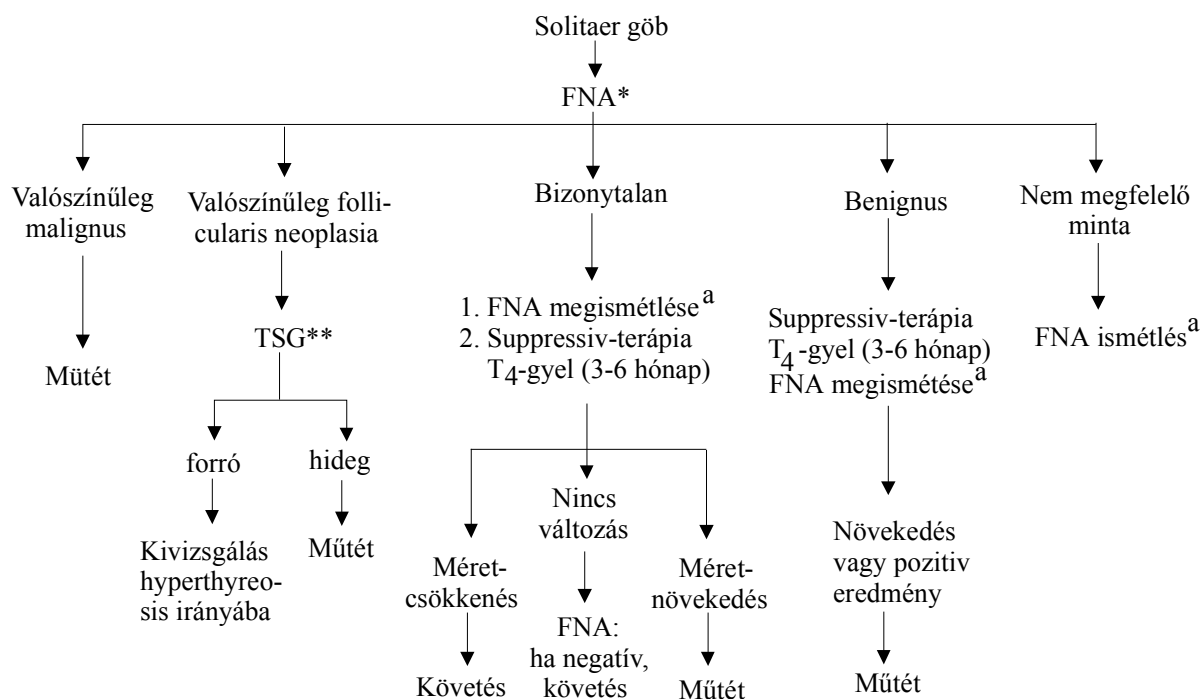 Solitaer göb
FNA*
Valószínűleg
malignus
Mütét
Valószínűleg folli-
cularis neoplasia
TSG**
forró
Kivizsgálás
hyperthyreo-
sis irányába
hideg
Műtét
Bizonytalan
1. FNA megismétlése a
2. Suppressiv-terápia
T4-gyel (3-6 hónap)
Méret-
csökkenés
Követés
Nincs
változás
FNA:
ha negatív,
követés
Méret-
növekedés
Műtét
Benignus
Suppressiv-terápia
T4-gyel (3-6 hónap)
FNA megismétése a
Növekedés
vagy pozitiv
eredmény
Műtét
Nem megfelelő
minta
FNA ismétlés a